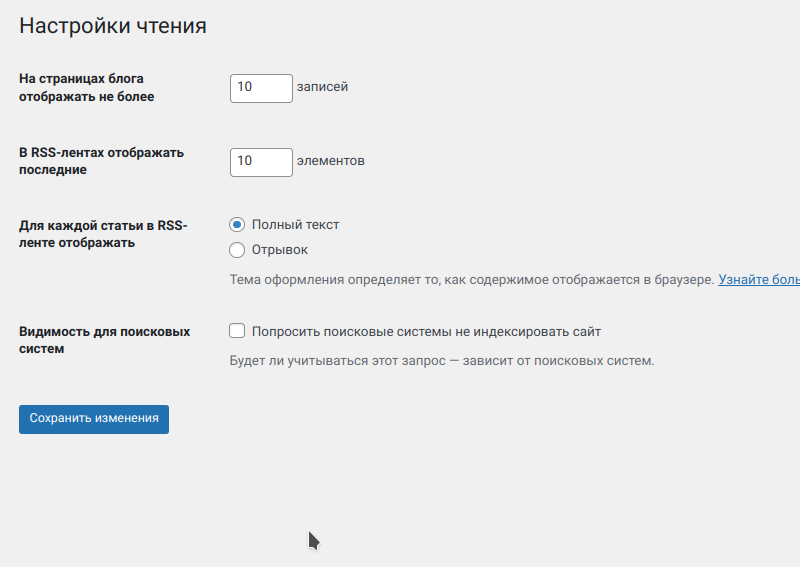 Настройки чтения
На страницах блога
отображать не более
10 записей
В RSS-лентах отображать
последние
10 элементов
Для каждой статьи в RSS-
ленте отображать
Полный текст
Отрывок
Тема оформления определяет то, как содержимое отображается в браузере. Узнайте боль
Видимость для поисковых
систем
Попросить поисковые системы не индексировать сайт
Будет ли учитываться этот запрос — зависит от поисковых систем.
Сохранить изменения